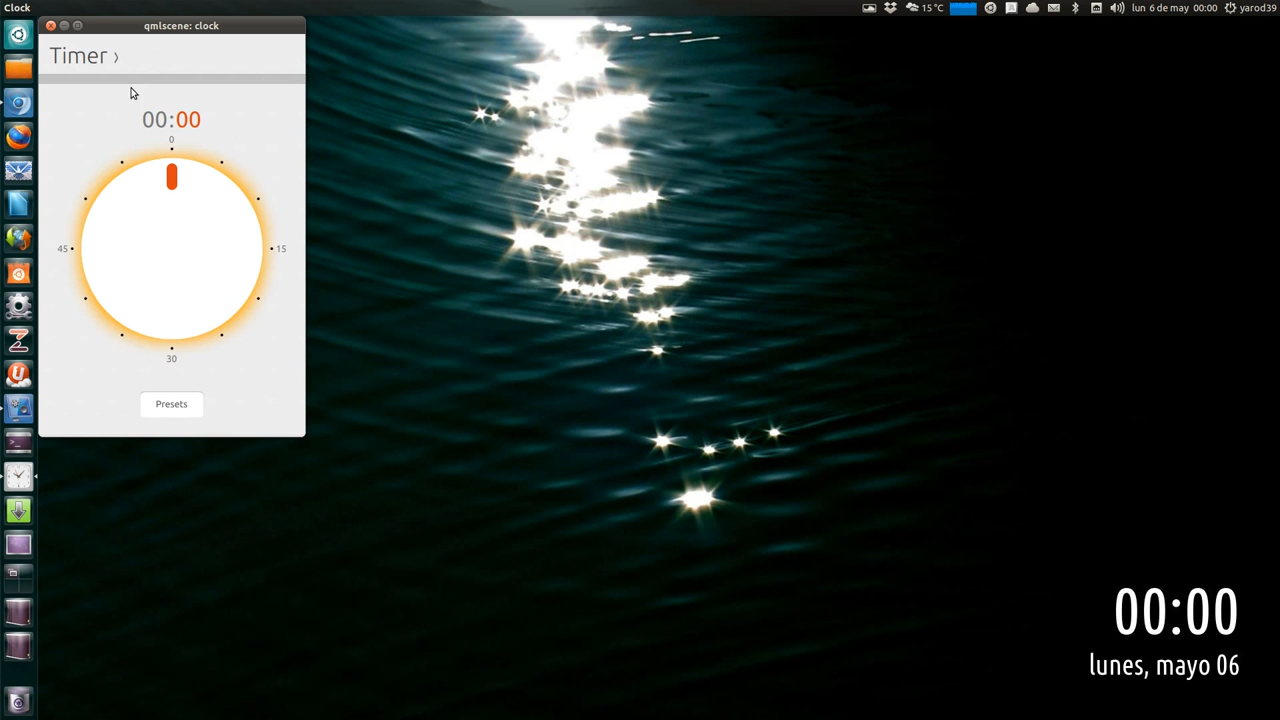 Clock
15°C
lun 6 de may 00:00
yarod39
qmlscene: clock
Timer ›
00:00
0
45
15
30
Presets
00:00
lunes, mayo 06